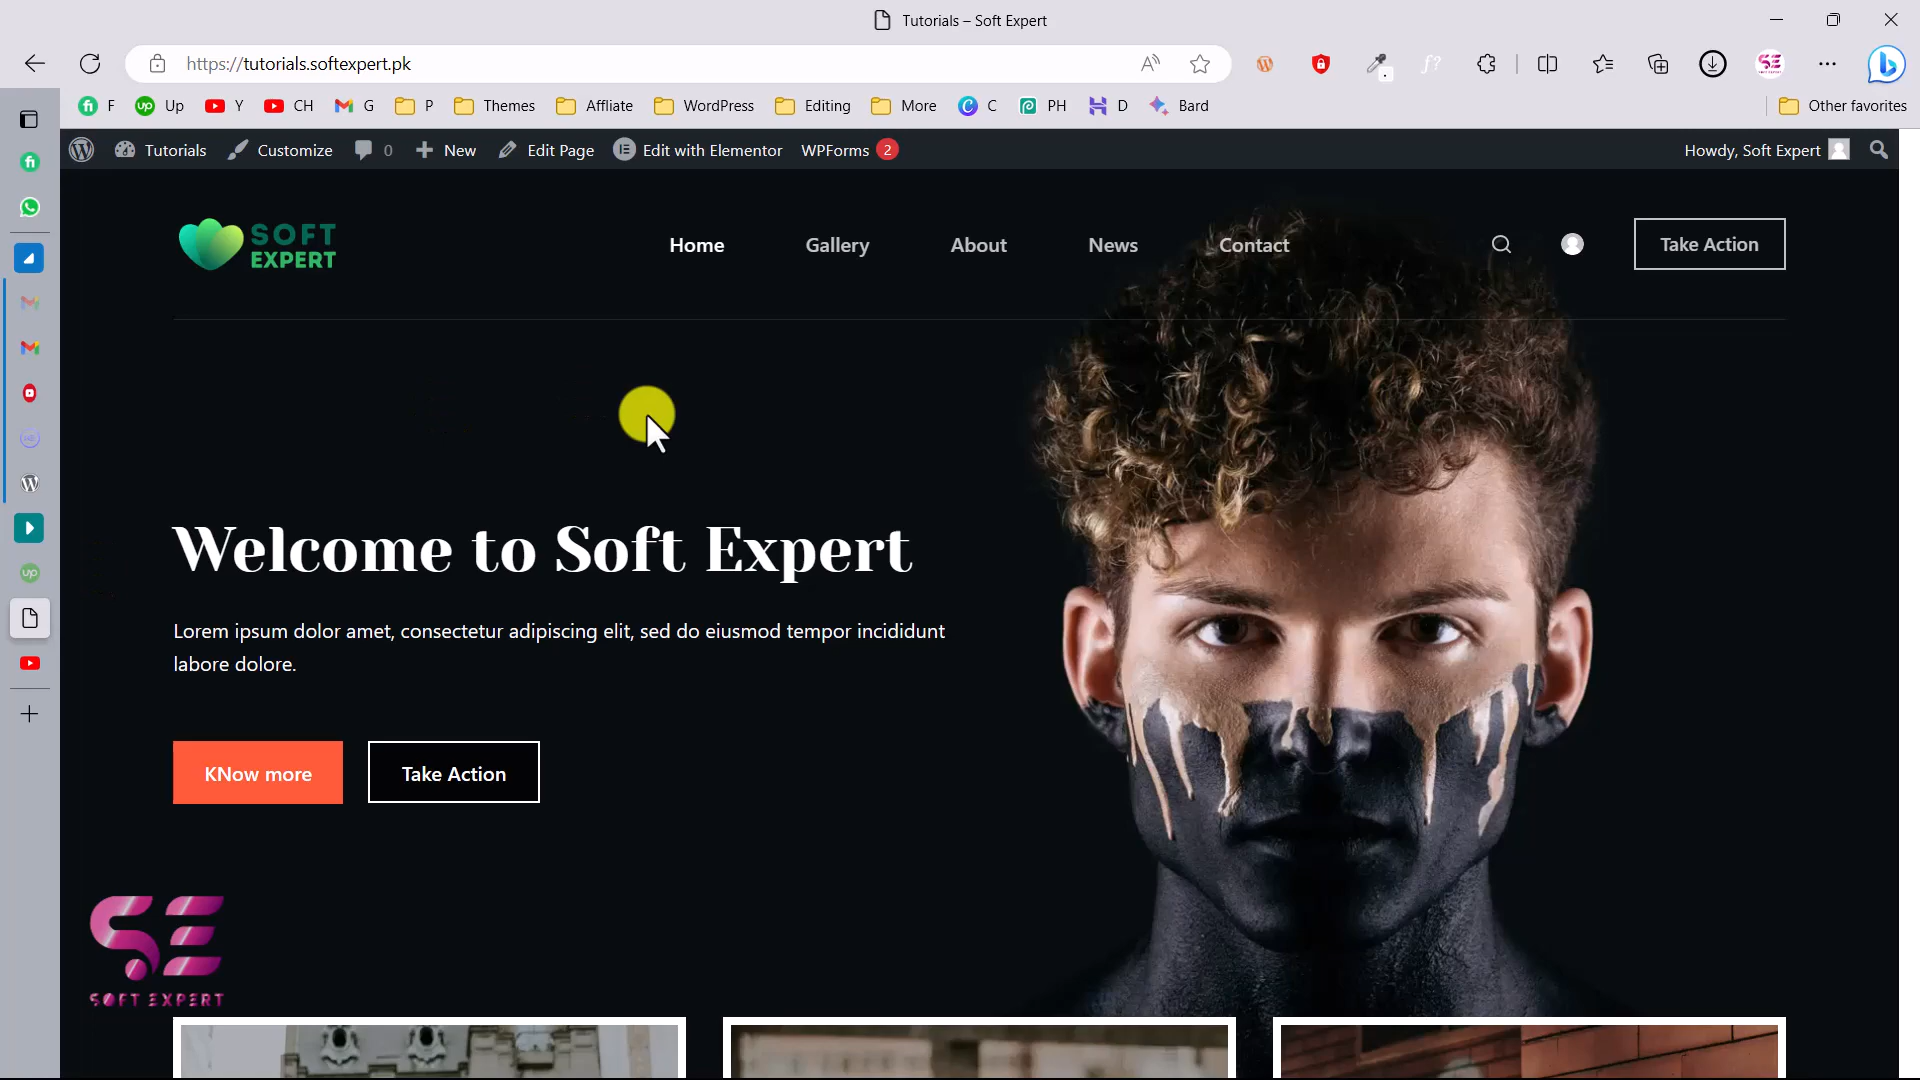 Tutorials – Soft Expert
https://tutorials.softexpert.pk
F Up Y CH G P Themes Affliate WordPress Editing More C PH D Bard Other favorites
Tutorials Customize 0 New Edit Page Edit with Elementor WPForms 2 Howdy, Soft Expert
SOFT
EXPERT
Home Gallery About News Contact Take Action
Welcome to Soft Expert
Lorem ipsum dolor amet, consectetur adipiscing elit, sed do eiusmod tempor incididunt
labore dolore.
KNow more Take Action
SE
SOFT EXPERT